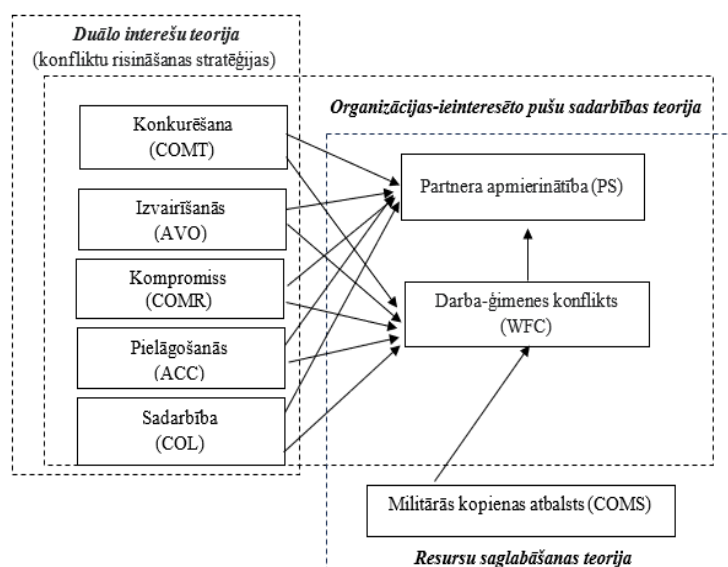 Duālo interešu teorija
(konfliktu risināšanas stratēģijas)
Organizācijas-ieinteresēto pušu sadarbības teorija
Konkurēšana
(COMT)
Partnera apmierinātība (PS)
Izvairīšanās
(AVO)
Kompromiss
(COMR)
Darba-ģimenes konflikts
(WFC)
Pielāgošanās
(ACC)
Sadarbība
(COL)
Militārās kopienas atbalsts (COMS)
Resursu saglabāšanas teorija